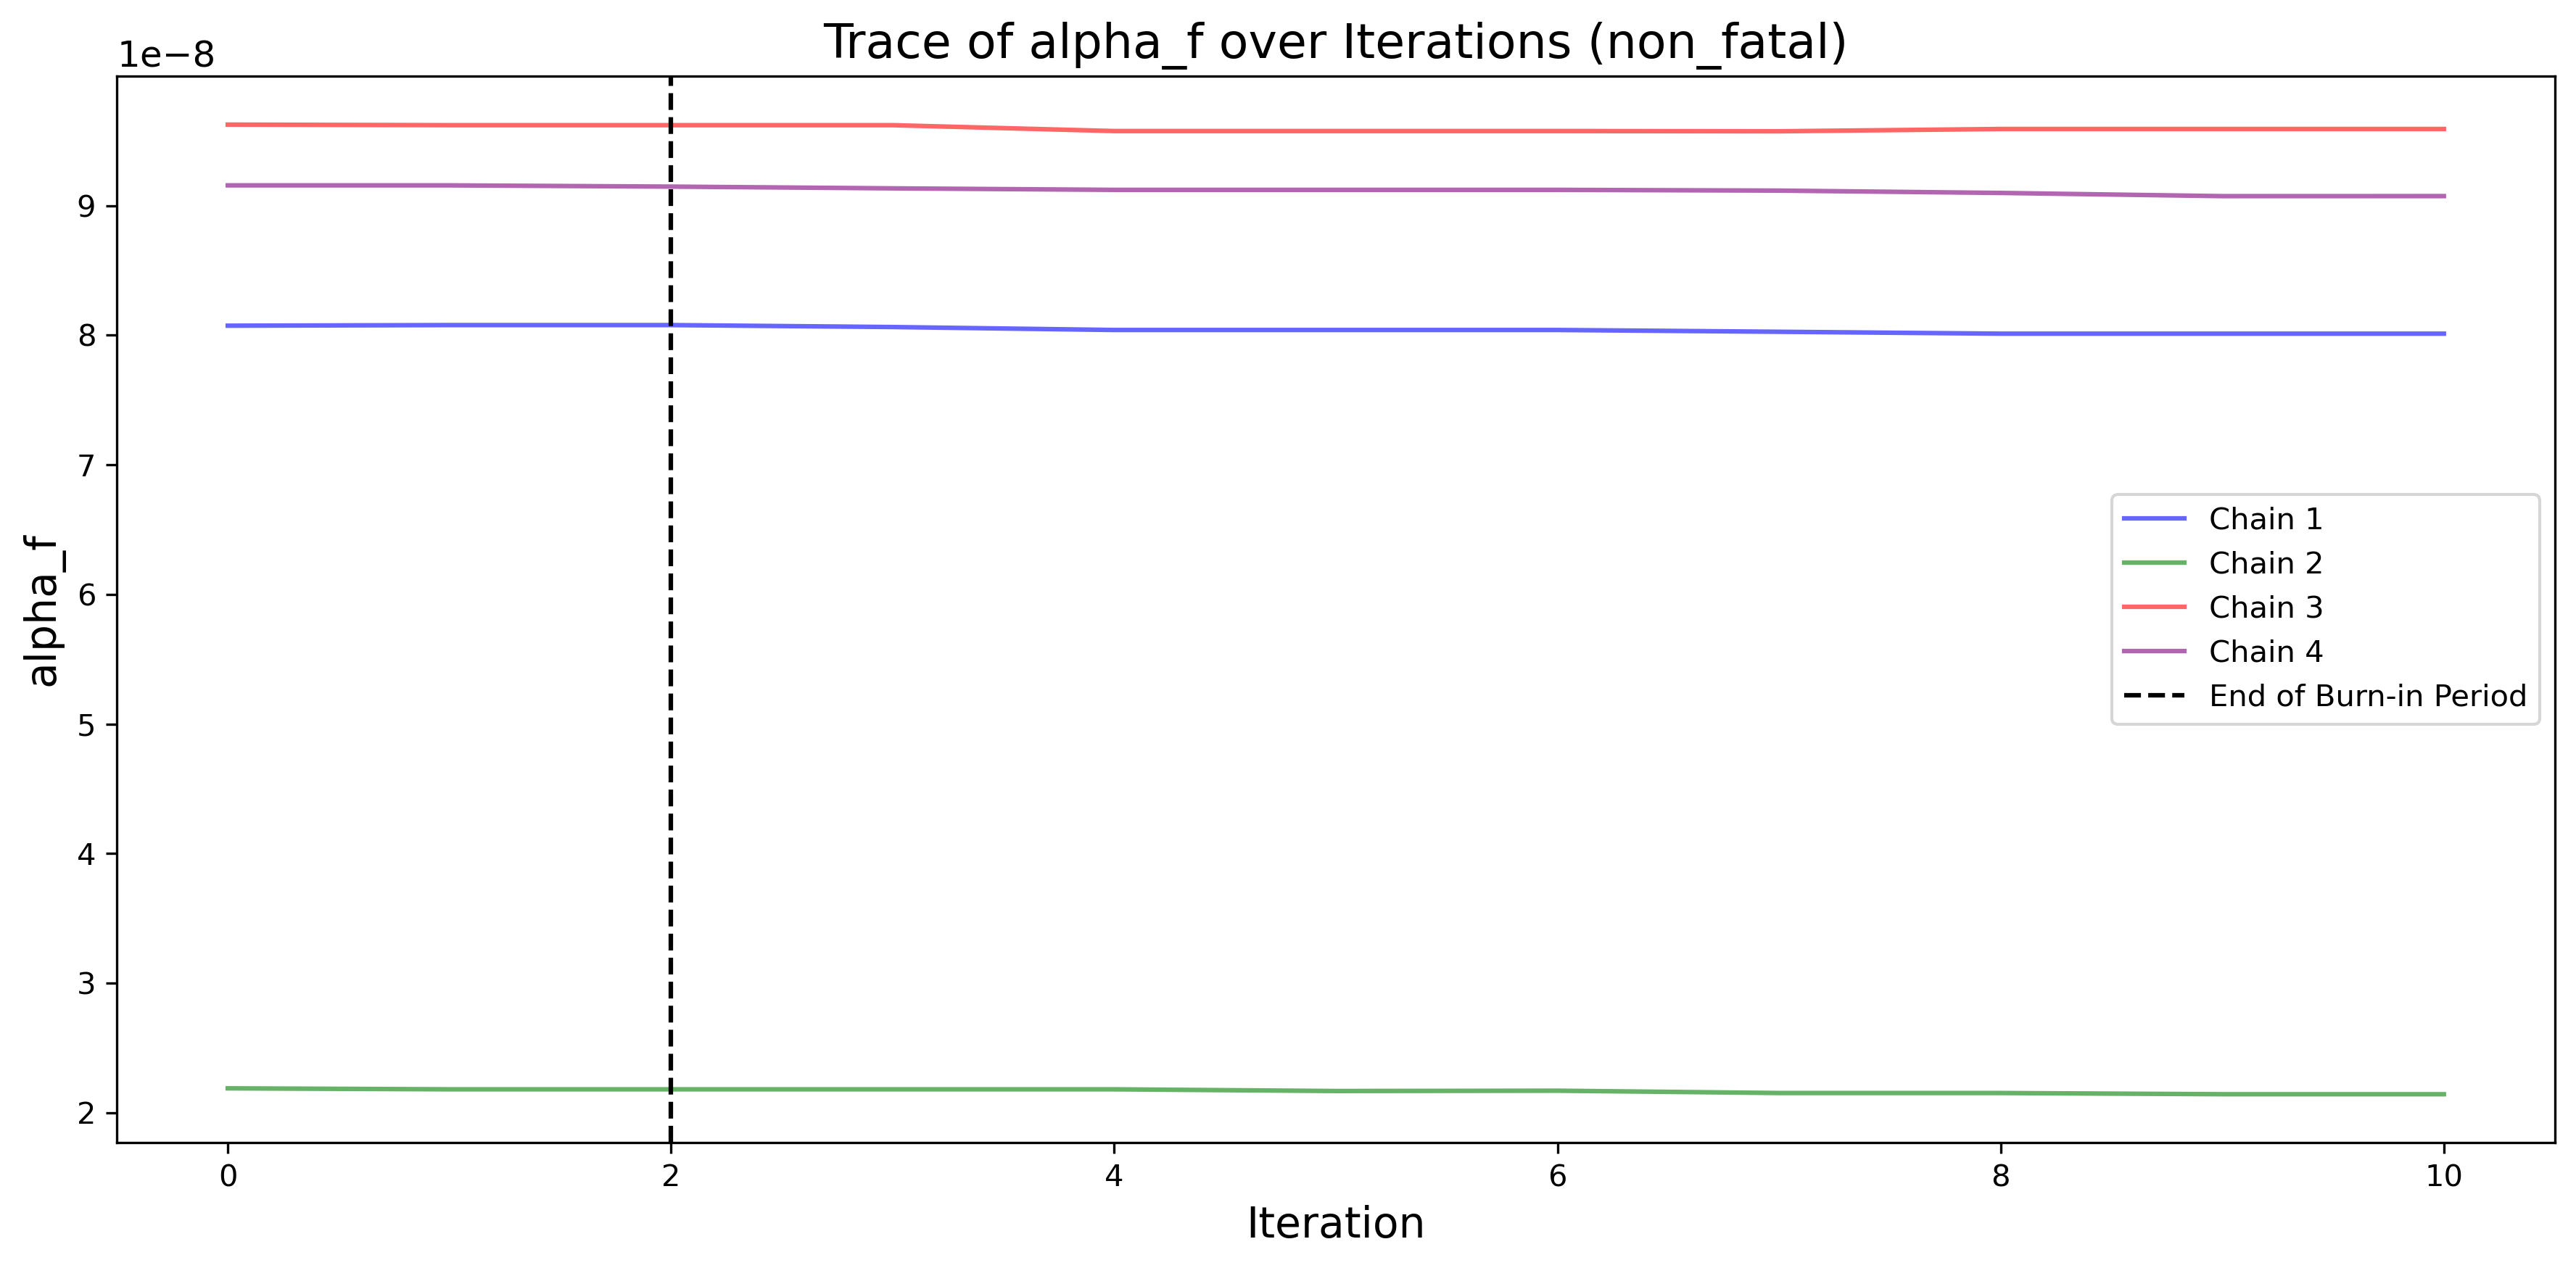 Trace of alpha_f over Iterations (non_fatal)
1e−8
9
8
7
6
5
4
3
2
alpha_f
Chain 1
Chain 2
Chain 3
Chain 4
End of Burn-in Period
0 2 4 6 8 10
Iteration